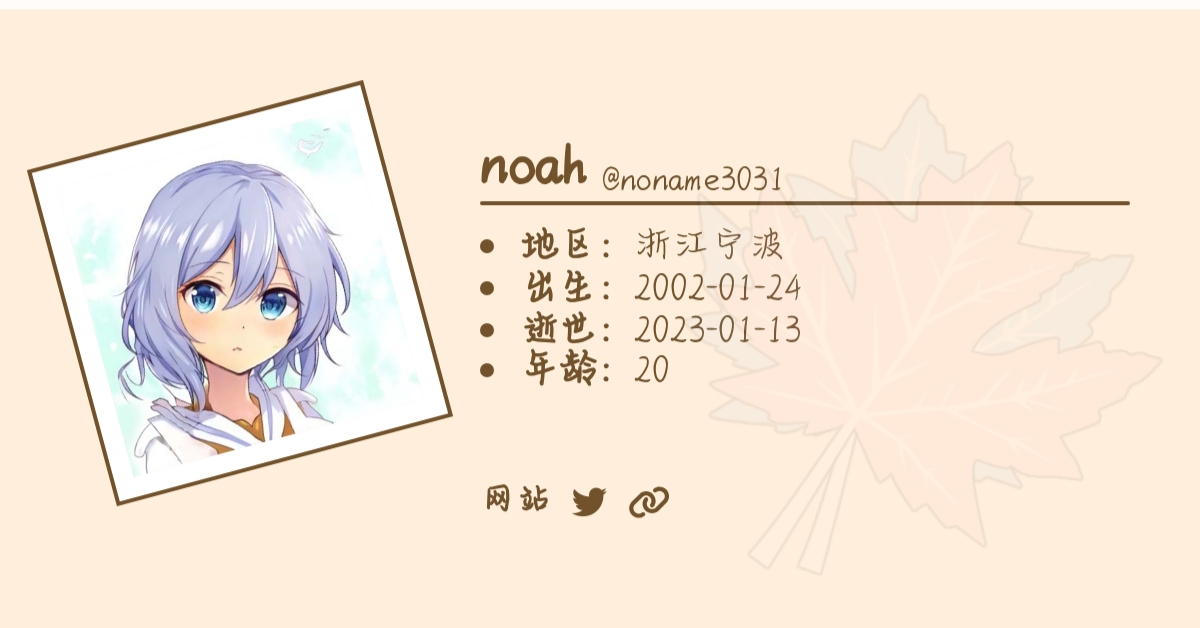 noah @noname3031
地区：浙江宁波
出生：2002-01-24
逝世：2023-01-13
年龄：20
网站